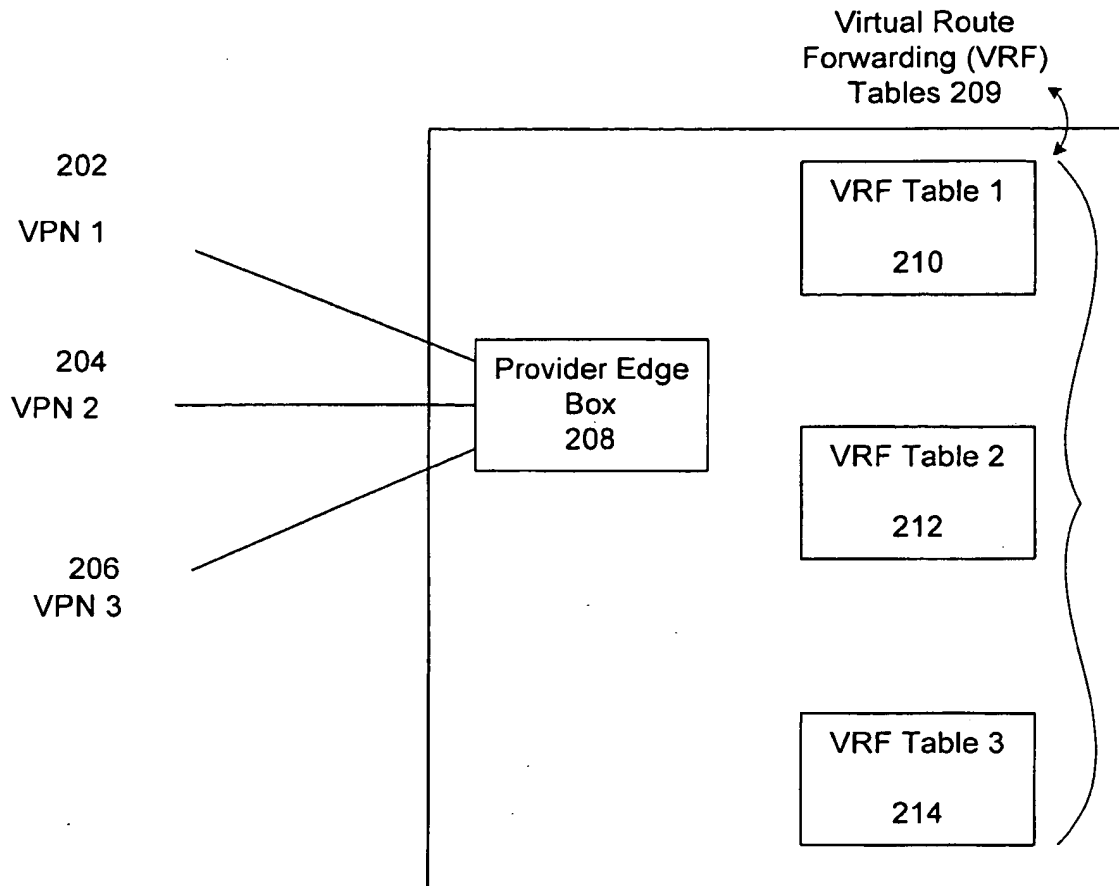 Virtual Route
Forwarding (VRF)
Tables 209
202
VPN 1
204
VPN 2
206
VPN 3
Provider Edge
Box
208
VRF Table 1
210
VRF Table 2
212
VRF Table 3
214